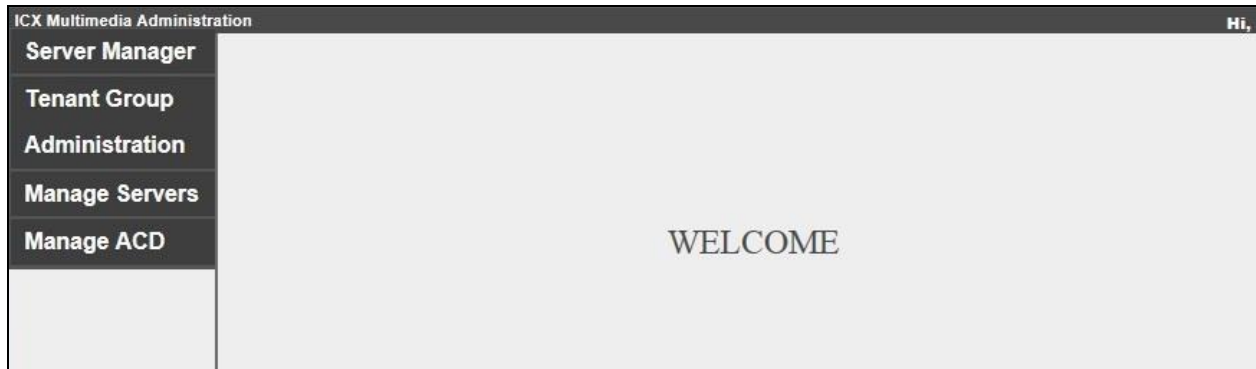 ICX Multimedia Administration
Hi,
Server Manager
Tenant Group
Administration
Manage Servers
Manage ACD
WELCOME